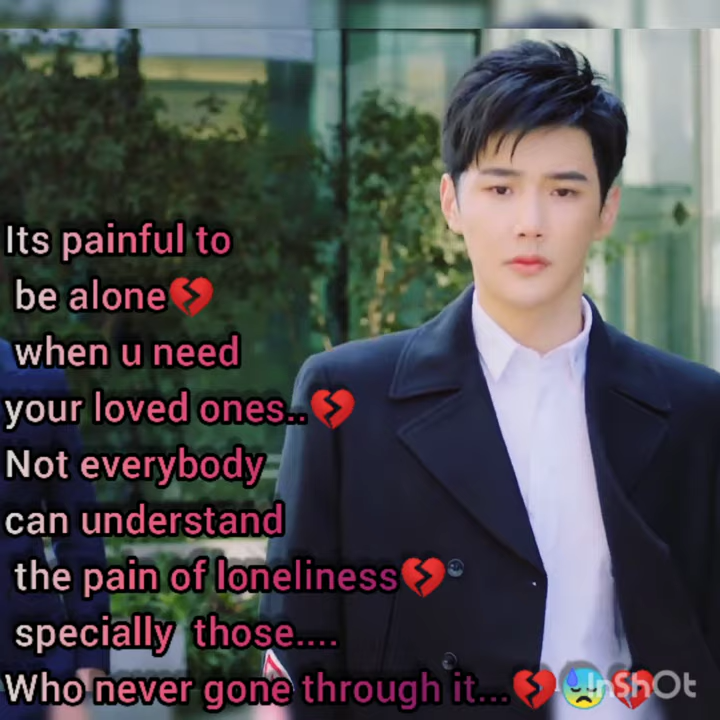 Its painful to
be alone💔
when u need
your loved ones..💔
Not everybody
can understand
the pain of loneliness💔
specially those....
Who never gone through it...💔😓💔
InShOt